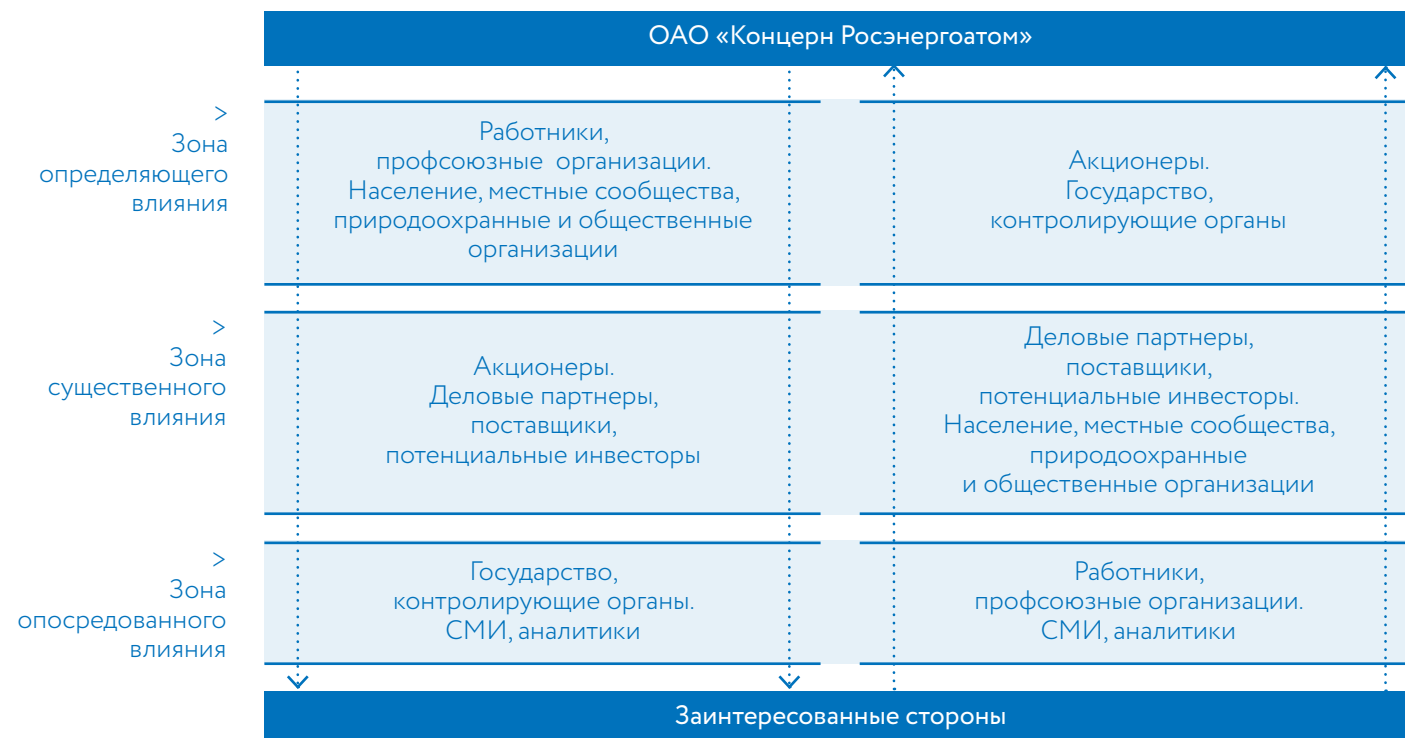 ОАО «Концерн Росэнергоатом»
>
Зона
определяющего
влияния
Работники,
профсоюзные организации.
Население, местные сообщества,
природоохранные и общественные
организации
Акционеры.
Государство,
контролирующие органы
>
Зона
существенного
влияния
Акционеры.
Деловые партнеры,
поставщики,
потенциальные инвесторы
Деловые партнеры,
поставщики,
потенциальные инвесторы.
Население, местные сообщества,
природоохранные
и общественные организации
>
Зона
опосредованного
влияния
Государство,
контролирующие органы.
СМИ, аналитики
Работники,
профсоюзные организации.
СМИ, аналитики
Заинтересованные стороны